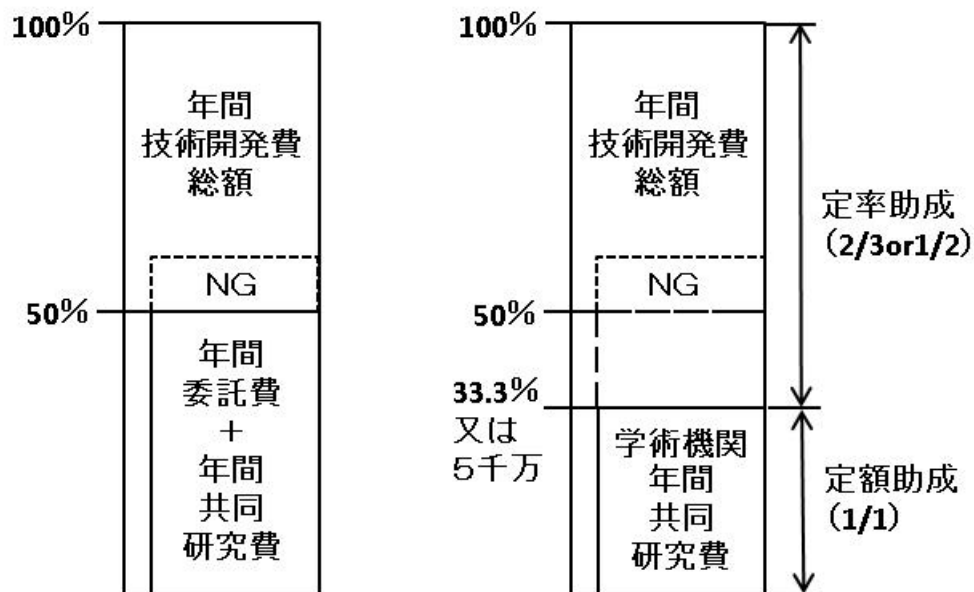 100%
年間
技術開発費
総額
NG
50%
年間
委託費
+
年間
共同
研究費
100%
年間
技術開発費
総額
NG
50%
33.3%
又は
5千万
学術機関
年間
共同
研究費
定率助成
(2/3or1/2)
定額助成
(1/1)